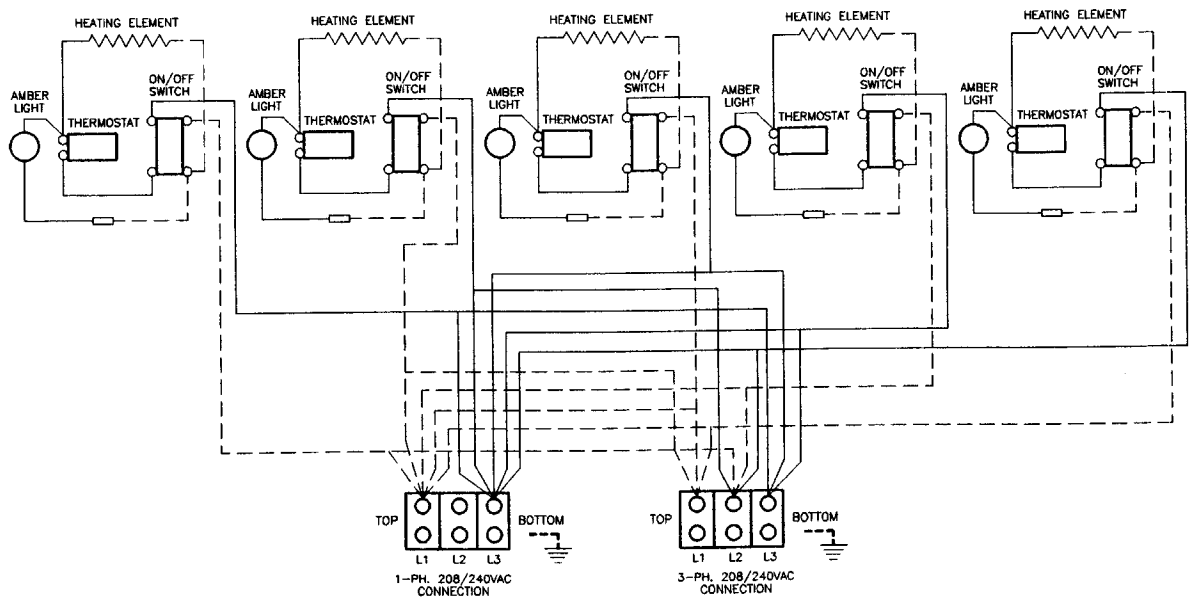 HEATING ELEMENT
HEATING ELEMENT
HEATING ELEMENT
HEATING ELEMENT
HEATING ELEMENT
AMBER
LIGHT
THERMOSTAT
ON/OFF
SWITCH
AMBER
LIGHT
THERMOSTAT
ON/OFF
SWITCH
AMBER
LIGHT
THERMOSTAT
ON/OFF
SWITCH
AMBER
LIGHT
THERMOSTAT
ON/OFF
SWITCH
AMBER
LIGHT
THERMOSTAT
ON/OFF
SWITCH
TOP
BOTTOM
L1 L2 L3
1-PH. 208/240VAC
CONNECTION
TOP
BOTTOM
L1 L2 L3
3-PH. 208/240VAC
CONNECTION